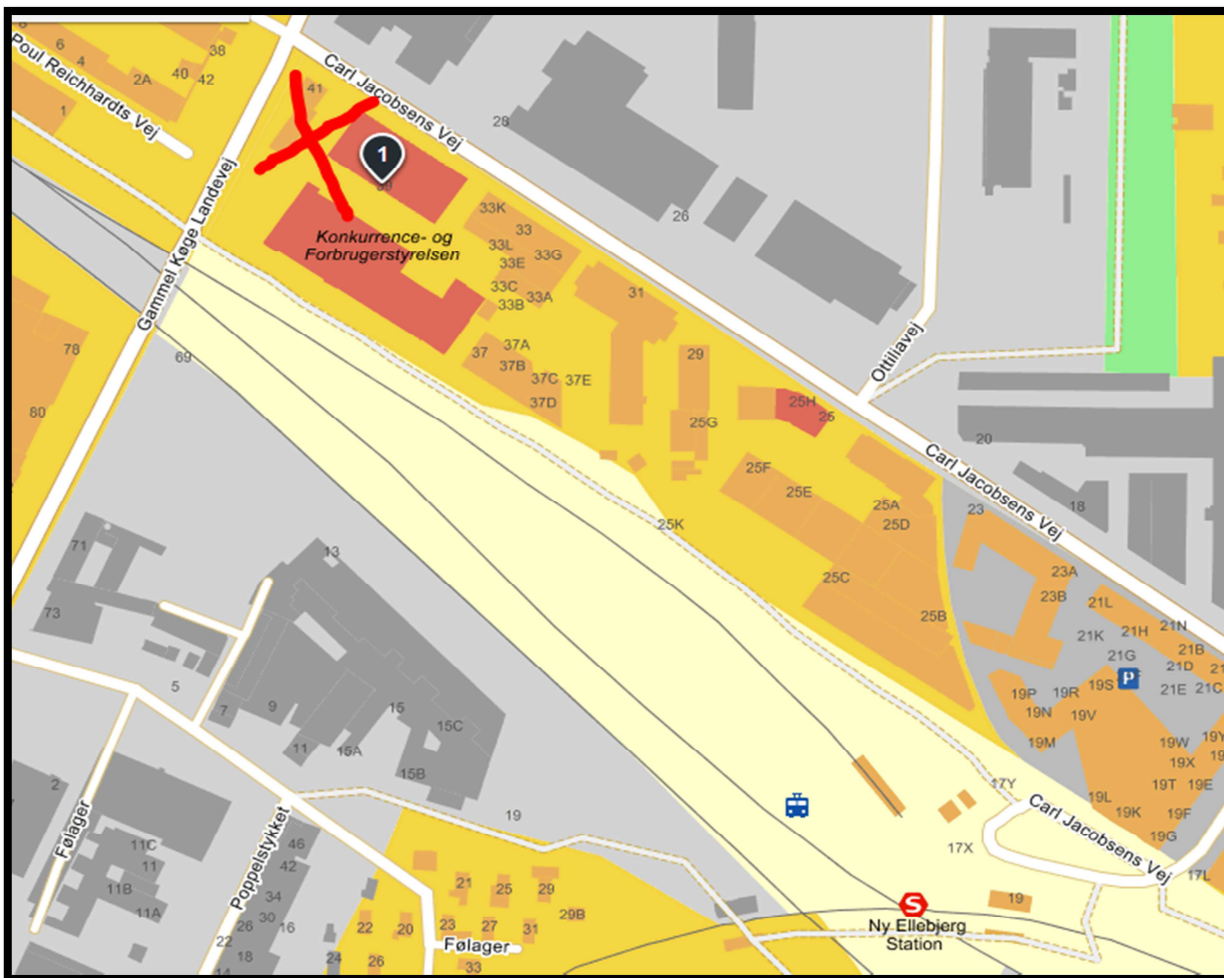 38
6
4
2A
40
42
1
Poul Reichhardts Vej
41
Carl Jacobsens Vej
1
28
26
Gammel Køge Landevej
Konkurrence- og
Forbrugerstyrelsen
33K
33
33L
33G
33E
33C
33A
33B
31
37
37A
37B
37C
37E
37D
29
25H
25
25G
Ottiliavej
78
80
69
25F
25E
25A
25D
25K
25C
25B
20
18
Carl Jacobsens Vej
23
23A
23B
21L
21N
21K
21H
21B
21G
21D
P
21E
21C
19P
19R
19S
19N
19V
19M
19W
19X
19T
19E
19L
19K
19F
19G
71
73
13
5
7
9
11
15
15C
15A
15B
2
Følager
11C
11
11B
11A
Poppelstykket
46
42
34
30
26
16
22
18
24
14
19
21
25
29
29B
22
20
23
27
31
26
33
Følager
17Y
17X
Carl Jacobsens Vej
17L
19
S
Ny Ellebjerg
Station